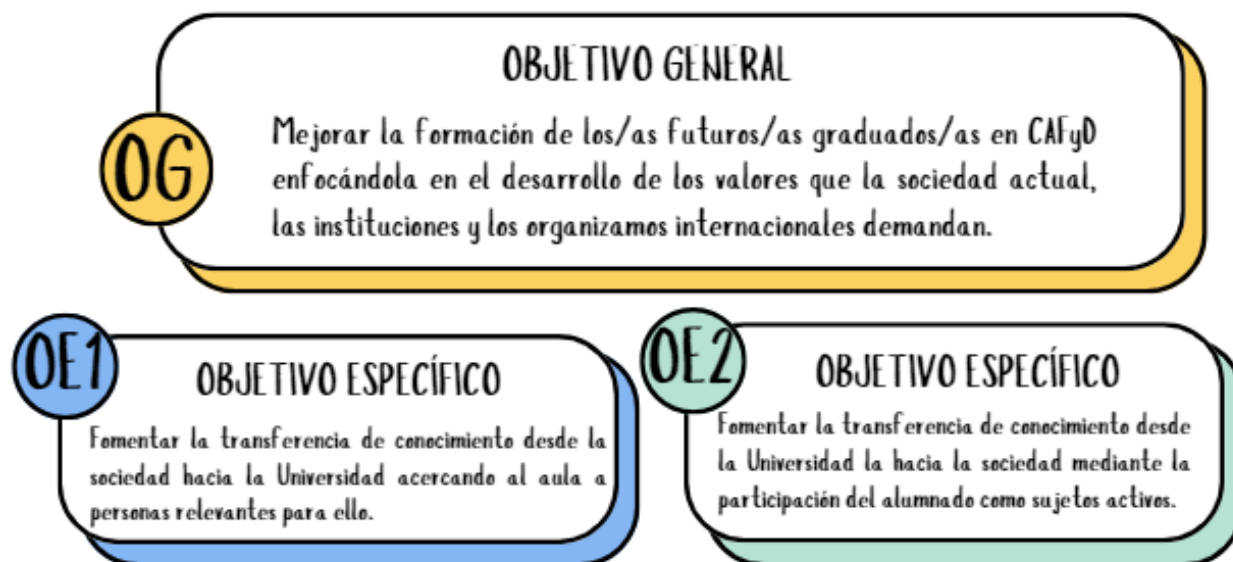 OBJETIVO GENERAL
OG
Mejorar la formación de los/as futuros/as graduados/as en CAFyD
enfocándola en el desarrollo de los valores que la sociedad actual,
las instituciones y los organizamos internacionales demandan.
OE1
OBJETIVO ESPECÍFICO
Fomentar la transferencia de conocimiento desde la
sociedad hacia la Universidad acercando al aula a
personas relevantes para ello.
OE2
OBJETIVO ESPECÍFICO
Fomentar la transferencia de conocimiento desde
la Universidad la hacia la sociedad mediante la
participación del alumnado como sujetos activos.